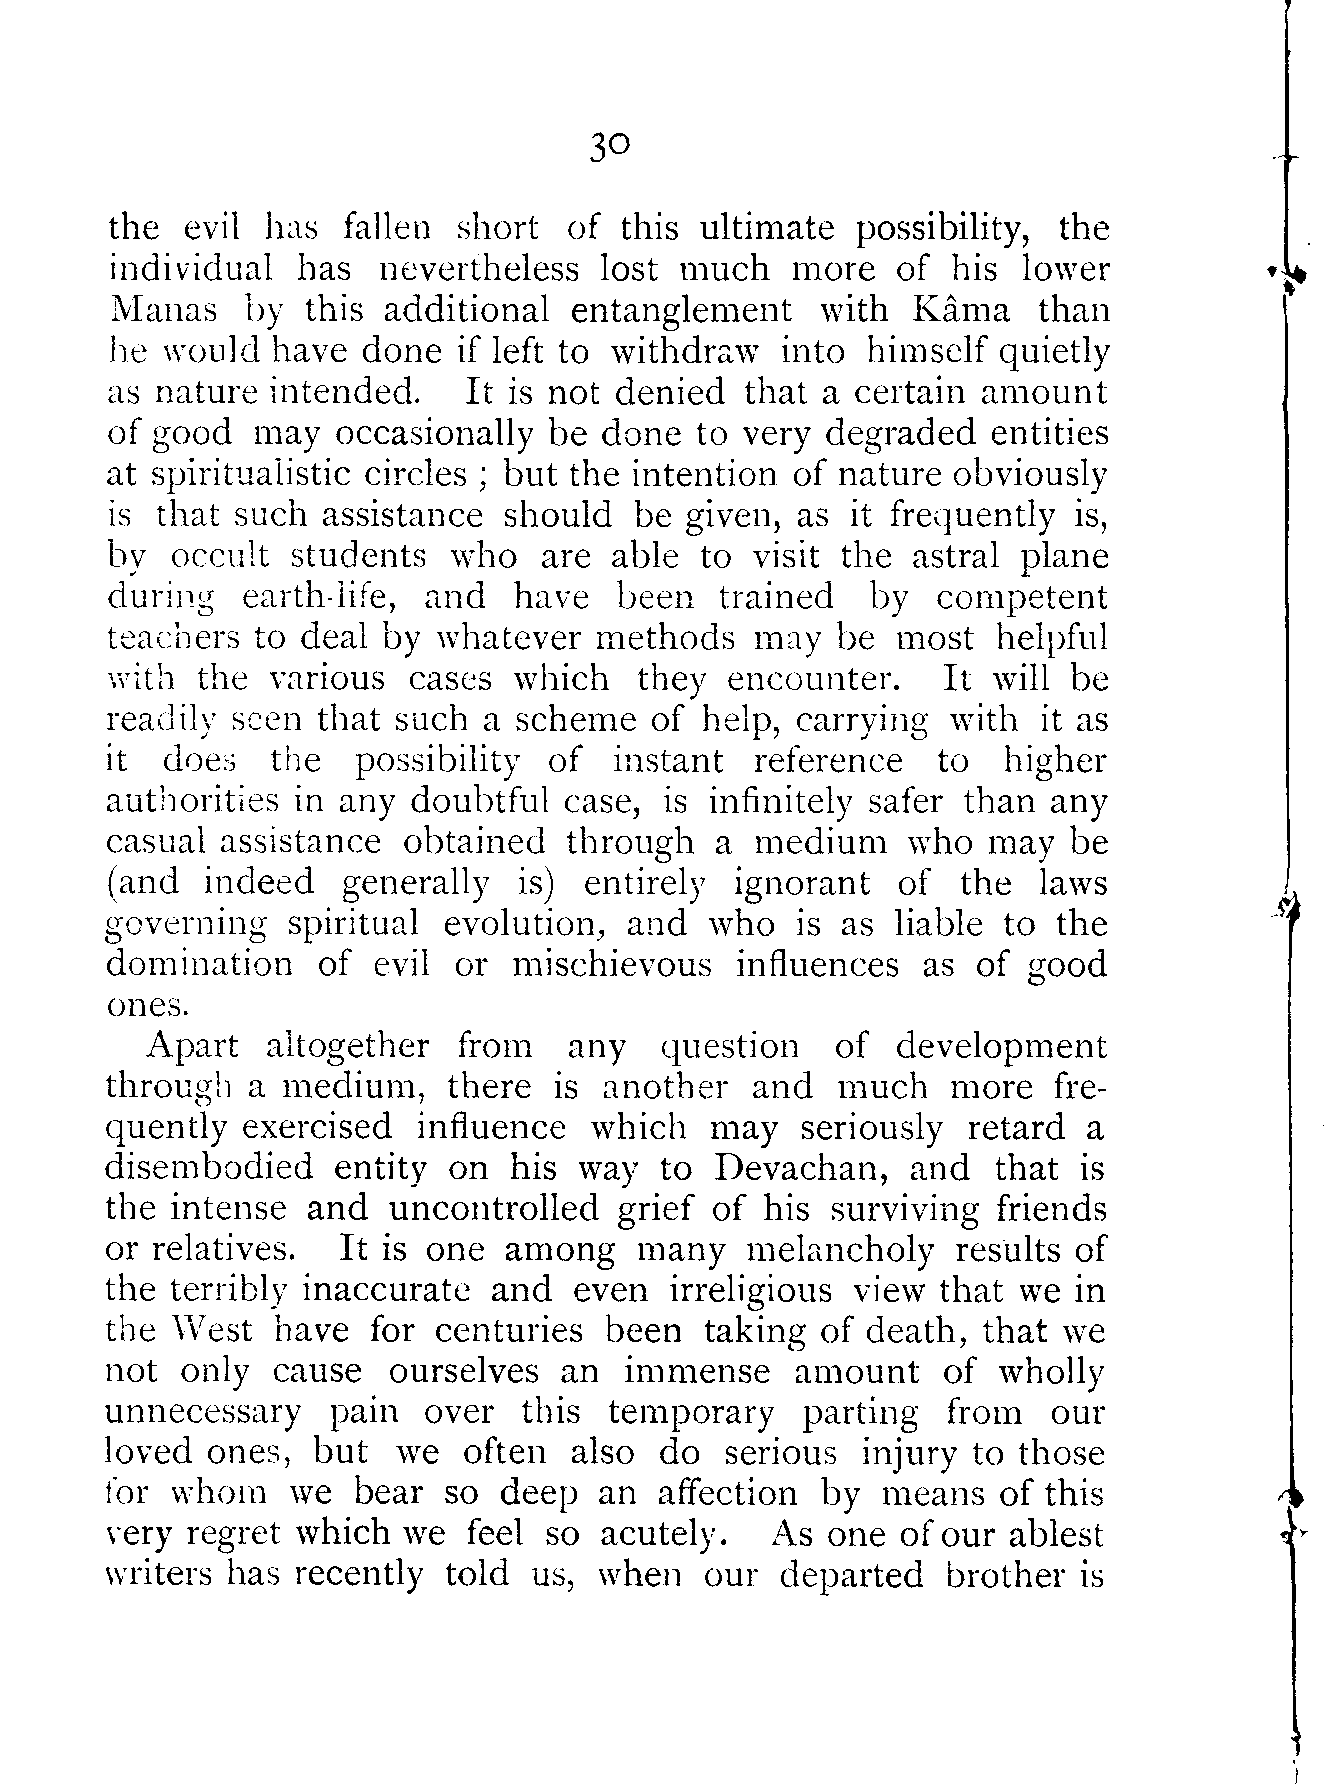 30
the evil has fallen short of this ultimate possibility, the
individual has nevertheless lost much more of his lower
Manas by this additional entanglement with Kâma than
he would have done if left to withdraw into himself quietly
as nature intended. It is not denied that a certain amount
of good may occasionally be done to very degraded entities
at spiritualistic circles ; but the intention of nature obviously
is that such assistance should be given, as it frequently is,
by occult students who are able to visit the astral plane
during earth-life, and have been trained by competent
teachers to deal by whatever methods may be most helpful
with the various cases which they encounter. It will be
readily seen that such a scheme of help, carrying with it as
it does the possibility of instant reference to higher
authorities in any doubtful case, is infinitely safer than any
casual assistance obtained through a medium who may be
(and indeed generally is) entirely ignorant of the laws
governing spiritual evolution, and who is as liable to the
domination of evil or mischievous influences as of good
ones.
Apart altogether from any question of development
through a medium, there is another and much more fre-
quently exercised influence which may seriously retard a
disembodied entity on his way to Devachan, and that is
the intense and uncontrolled grief of his surviving friends
or relatives. It is one among many melancholy results of
the terribly inaccurate and even irreligious view that we in
the West have for centuries been taking of death, that we
not only cause ourselves an immense amount of wholly
unnecessary pain over this temporary parting from our
loved ones, but we often also do serious injury to those
for whom we bear so deep an affection by means of this
very regret which we feel so acutely. As one of our ablest
writers has recently told us, when our departed brother is